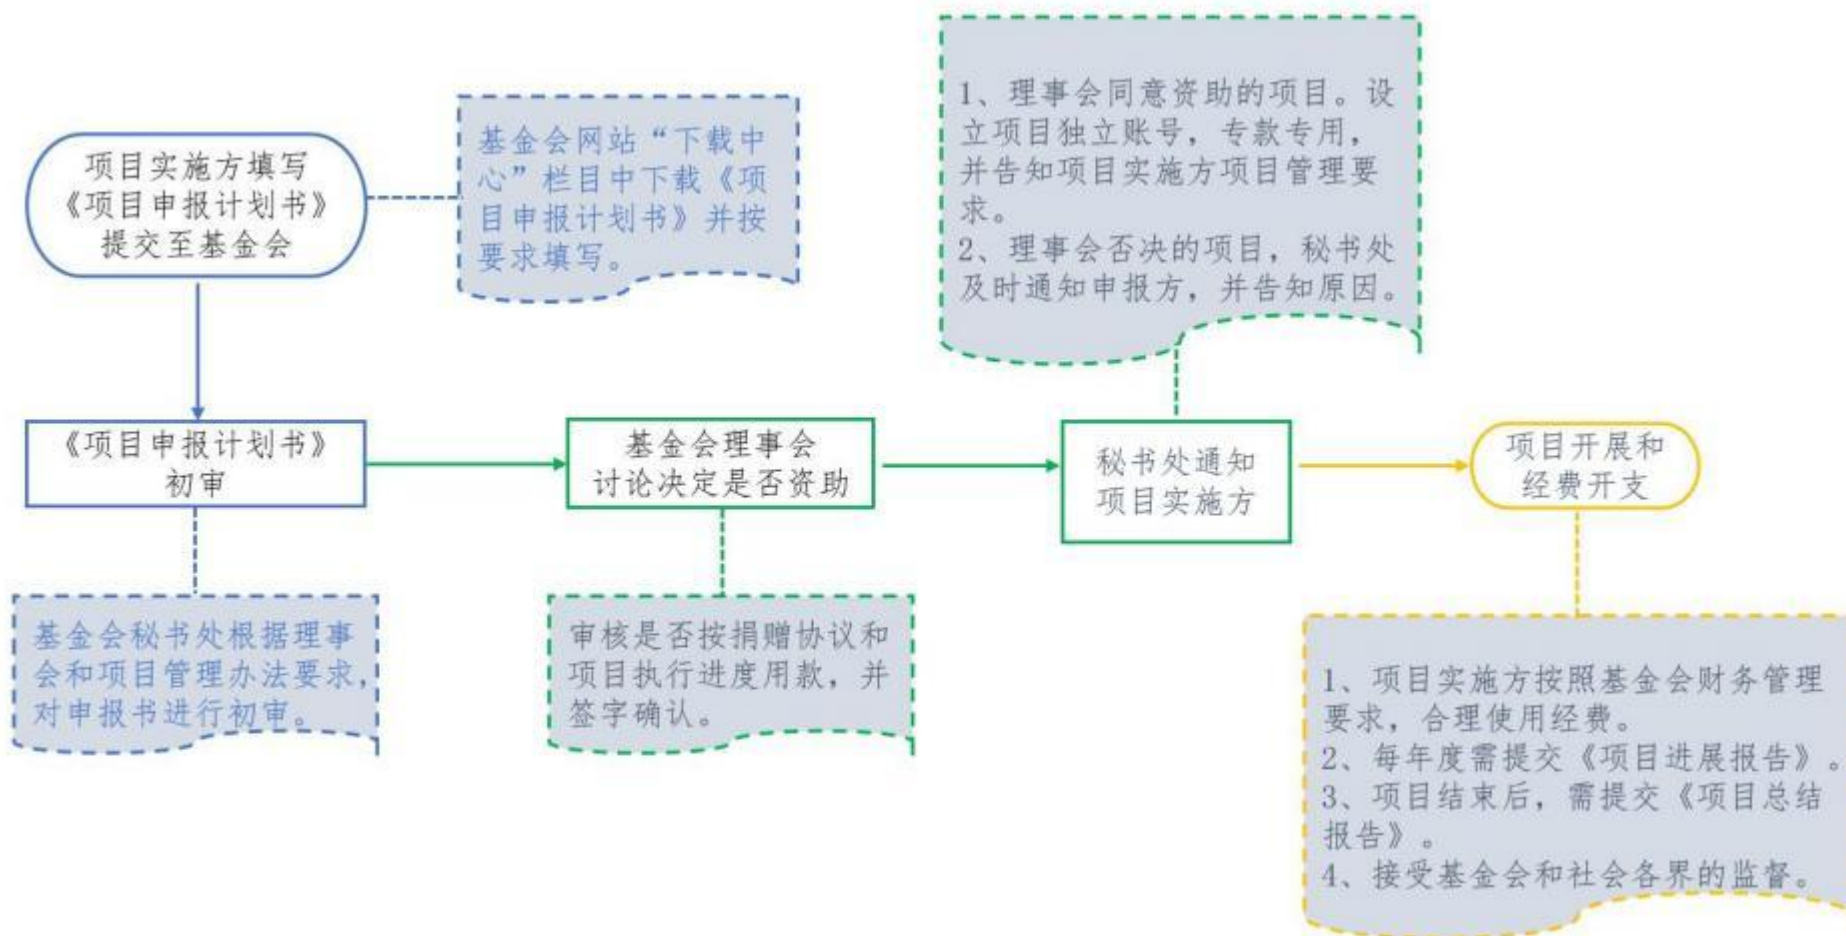 项目实施方填写
《项目申报计划书》
提交至基金会
基金会网站“下载中
心”栏目中下载《项
目申报计划书》并按
要求填写。
1、理事会同意资助的项目。设
立项目独立账号，专款专用，
并告知项目实施方项目管理要
求。
2、理事会否决的项目，秘书处
及时通知申报方，并告知原因。
《项目申报计划书》
初审
基金会理事会
讨论决定是否资助
秘书处通知
项目实施方
项目开展和
经费开支
基金会秘书处根据理事
会和项目管理办法要求，
对申报书进行初审。
审核是否按捐赠协议和
项目执行进度用款，并
签字确认。
1、项目实施方按照基金会财务管理
要求，合理使用经费。
2、每年度需提交《项目进展报告》。
3、项目结束后，需提交《项目总结
报告》。
4、接受基金会和社会各界的监督。